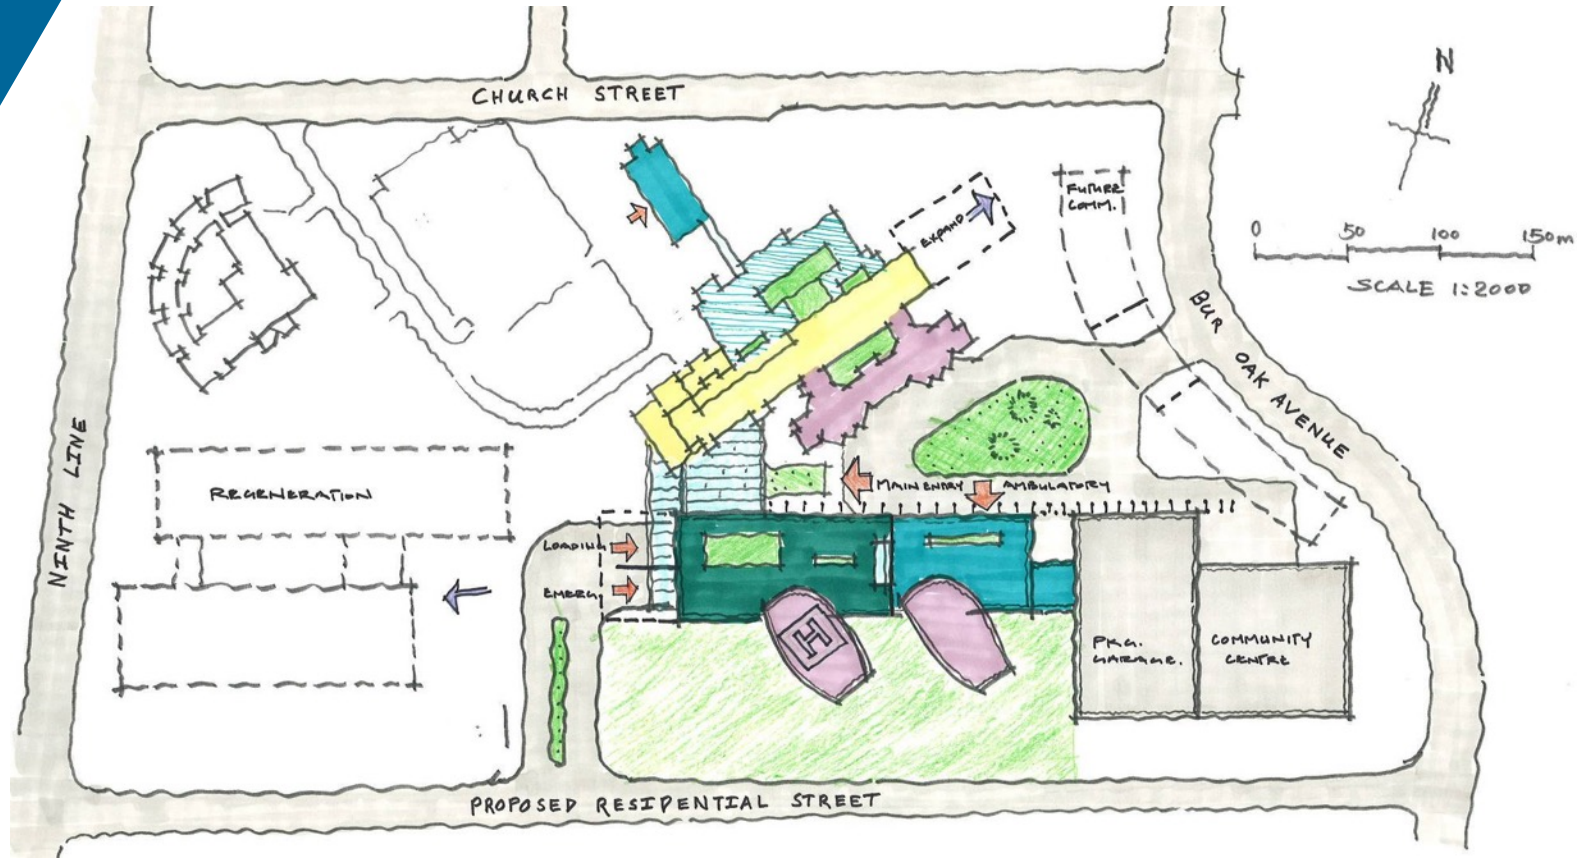 CHURCH STREET
N
FUTURE
COMM.
EXPAND
0 50 100 150m
SCALE 1:2000
BUR OAK AVENUE
NINTH LINE
REGENERATION
MAIN ENTRY
AMBULATORY
LOADING
EMERG.
H
PKG.
GARAGE.
COMMUNITY
CENTRE
PROPOSED RESIDENTIAL STREET